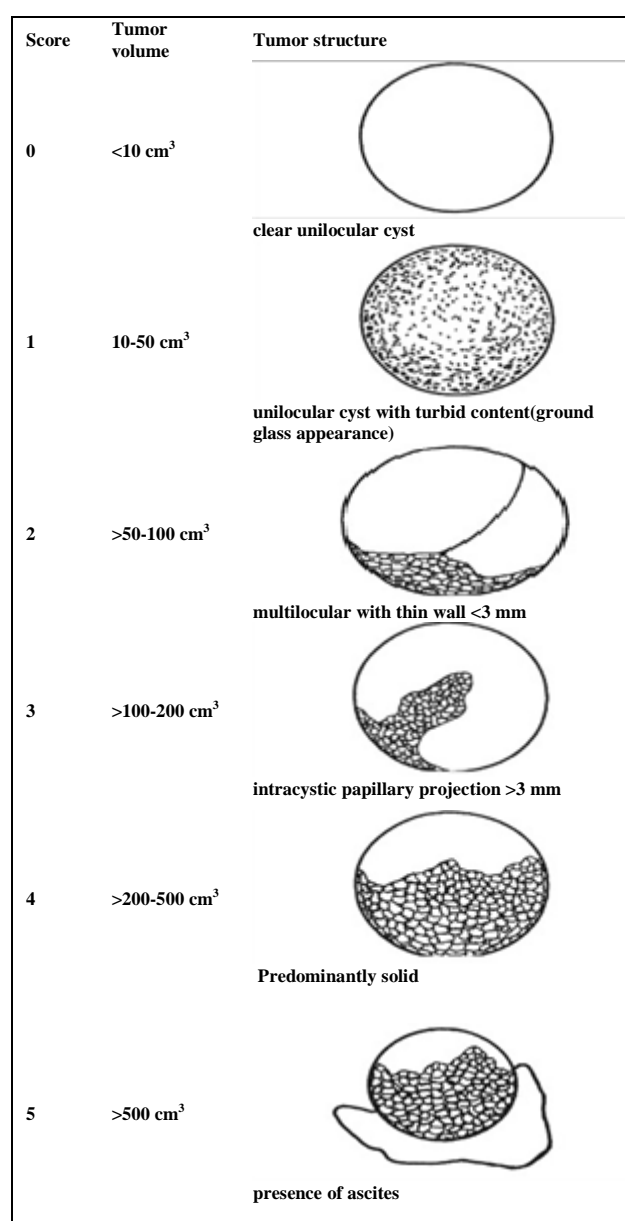 Score Tumor volume Tumor structure
0 <10 cm³
clear unilocular cyst
1 10-50 cm³
unilocular cyst with turbid content(ground
glass appearance)
2 >50-100 cm³
multilocular with thin wall <3 mm
3 >100-200 cm³
intracystic papillary projection >3 mm
4 >200-500 cm³
Predominantly solid
5 >500 cm³
presence of ascites